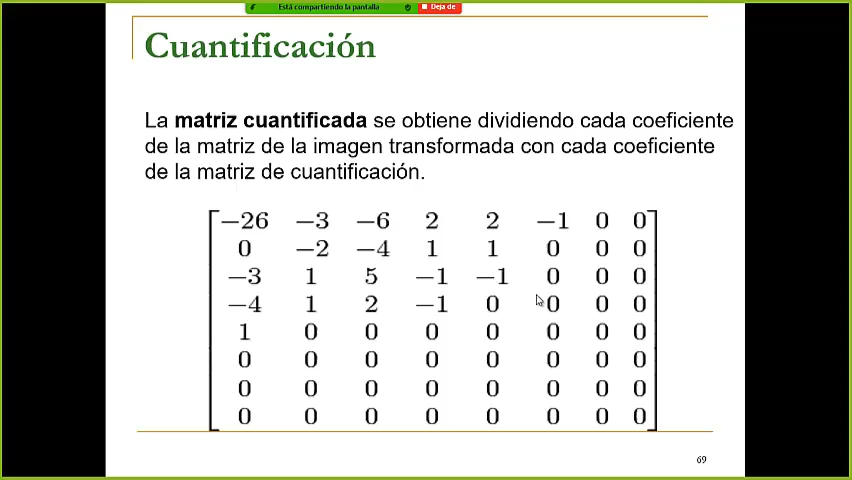 Está compartiendo la pantalla
Deja de
Cuantificación
La matriz cuantificada se obtiene dividiendo cada coeficiente
de la matriz de la imagen transformada con cada coeficiente
de la matriz de cuantificación.
−26 −3 −6 2 2 −1 0 0
0 −2 −4 1 1 0 0 0
−3 1 5 −1 −1 0 0 0
−4 1 2 −1 0 0 0 0
1 0 0 0 0 0 0 0
0 0 0 0 0 0 0 0
0 0 0 0 0 0 0 0
0 0 0 0 0 0 0 0
69